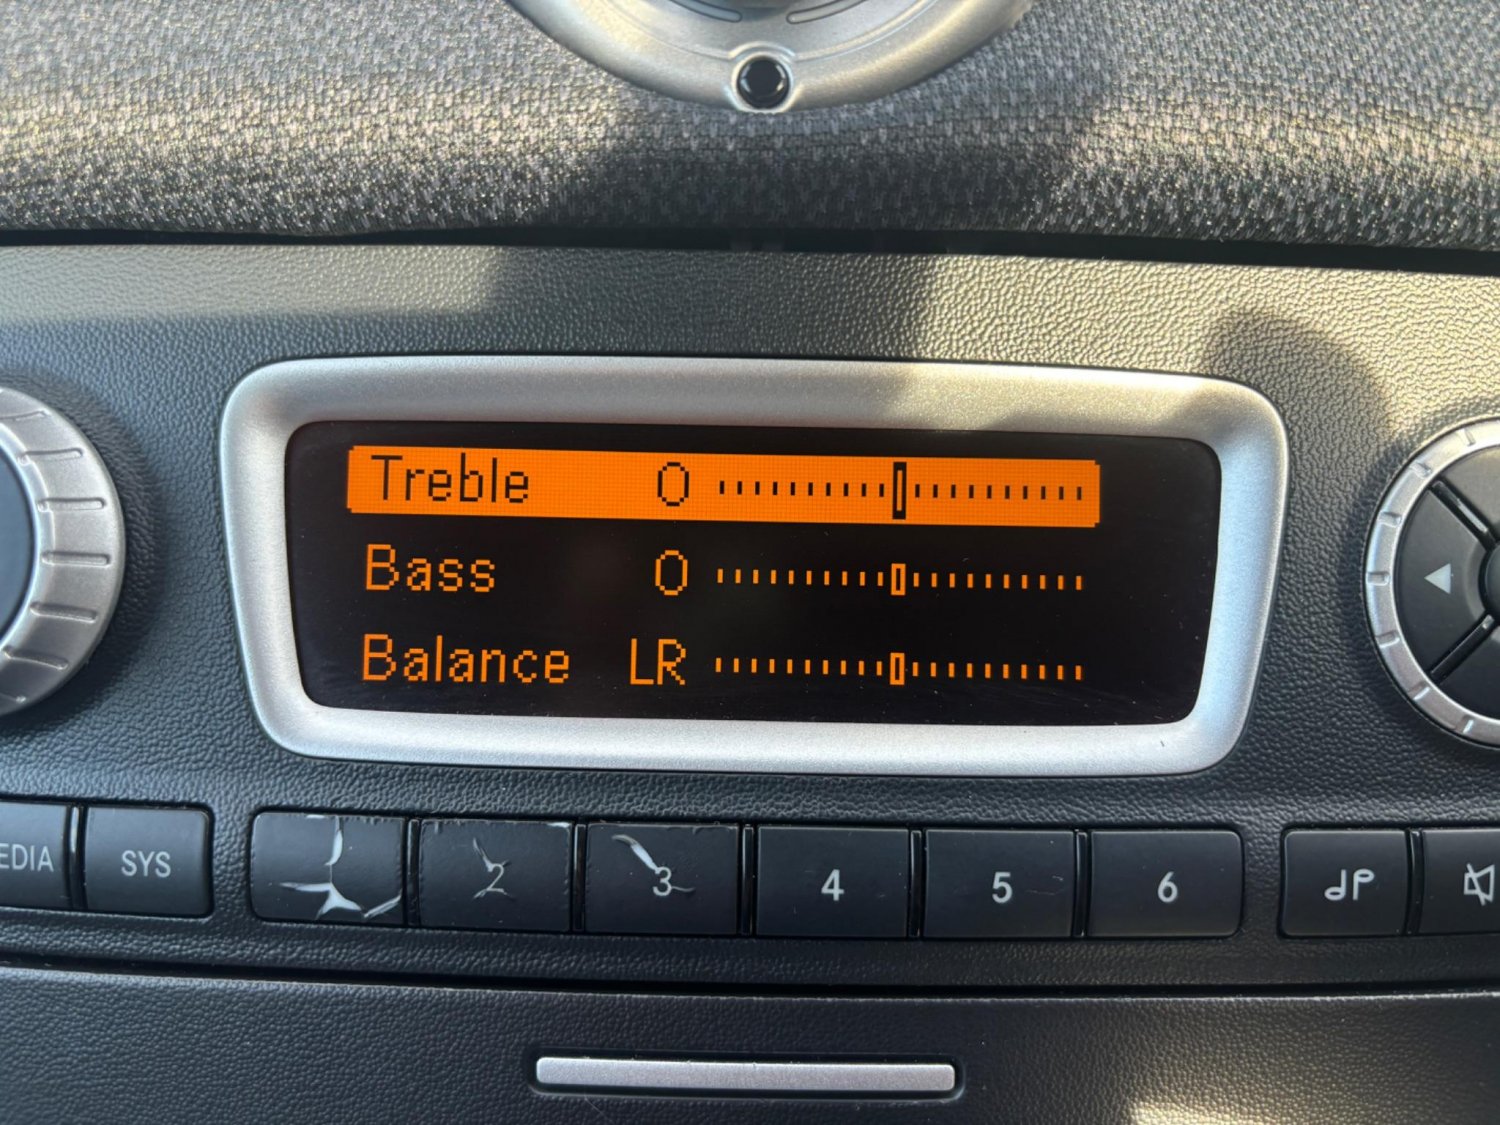 Treble 0
Bass 0
Balance LR
EDIA SYS 2 3 4 5 6